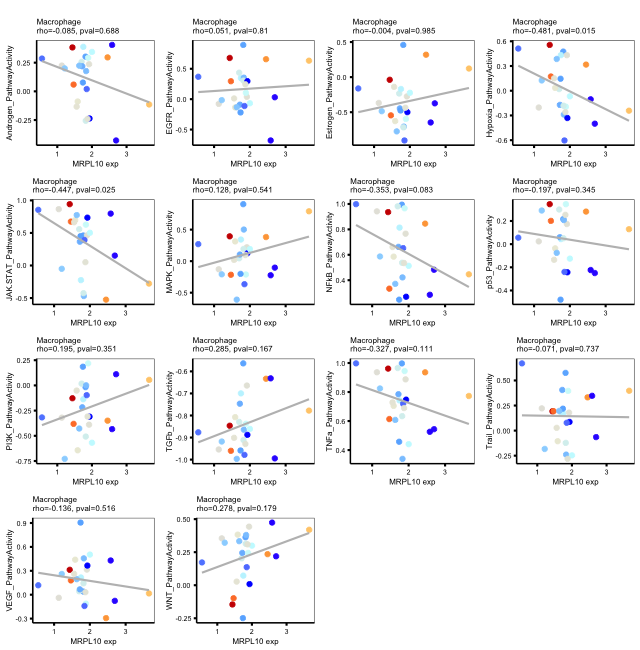 Macrophage
rho=-0.085, pval=0.688
Androgen_PathwayActivity
0.25
0.00
-0.25
1 2 3
MRPL10 exp
Macrophage
rho=0.051, pval=0.81
EGFR_PathwayActivity
0.5
0.0
-0.5
1 2 3
MRPL10 exp
Macrophage
rho=-0.004, pval=0.985
Estrogen_PathwayActivity
0.5
0.0
-0.5
1 2 3
MRPL10 exp
Macrophage
rho=-0.481, pval=0.015
Hypoxia_PathwayActivity
0.6
0.3
0.0
-0.3
-0.6
1 2 3
MRPL10 exp
Macrophage
rho=-0.447, pval=0.025
JAK.STAT_PathwayActivity
1.0
0.5
0.0
-0.5
1 2 3
MRPL10 exp
Macrophage
rho=0.128, pval=0.541
MAPK_PathwayActivity
0.5
0.0
-0.5
1 2 3
MRPL10 exp
Macrophage
rho=-0.353, pval=0.083
NFkB_PathwayActivity
1.0
0.8
0.6
0.4
1 2 3
MRPL10 exp
Macrophage
rho=-0.197, pval=0.345
p53_PathwayActivity
0.2
0.0
-0.2
-0.4
1 2 3
MRPL10 exp
Macrophage
rho=0.195, pval=0.351
PI3K_PathwayActivity
0.25
0.00
-0.25
-0.50
-0.75
1 2 3
MRPL10 exp
Macrophage
rho=0.285, pval=0.167
TGFb_PathwayActivity
-0.6
-0.7
-0.8
-0.9
-1.0
1 2 3
MRPL10 exp
Macrophage
rho=-0.327, pval=0.111
TNFa_PathwayActivity
1.0
0.8
0.6
0.4
1 2 3
MRPL10 exp
Macrophage
rho=-0.071, pval=0.737
Trail_PathwayActivity
0.50
0.25
0.00
-0.25
1 2 3
MRPL10 exp
Macrophage
rho=-0.136, pval=0.516
VEGF_PathwayActivity
0.9
0.6
0.3
0.0
-0.3
1 2 3
MRPL10 exp
Macrophage
rho=0.278, pval=0.179
WNT_PathwayActivity
0.50
0.25
0.00
-0.25
1 2 3
MRPL10 exp